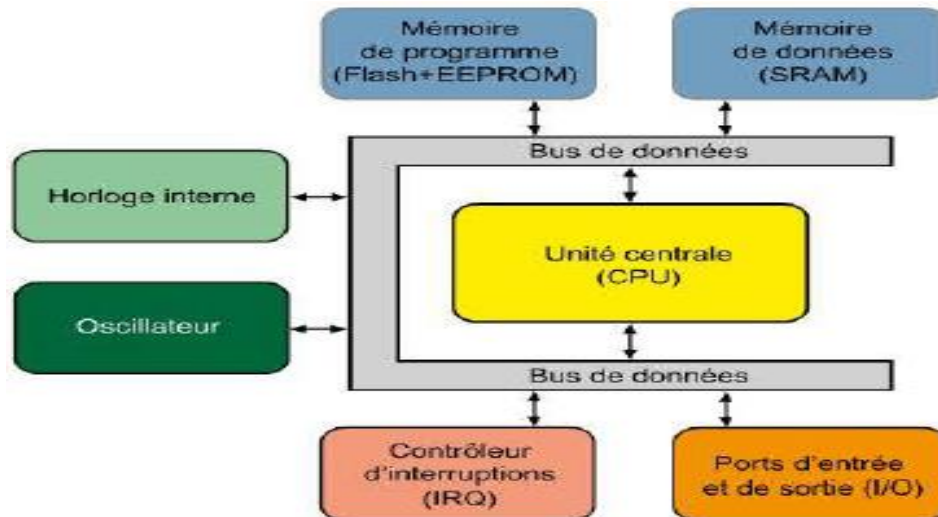 Mémoire
de programme
(Flash+EEPROM)
Mémoire
de données
(SRAM)
Bus de données
Horloge interne
Unité centrale
(CPU)
Oscillateur
Bus de données
Contrôleur
d'interruptions
(IRQ)
Ports d'entrée
et de sortie (I/O)